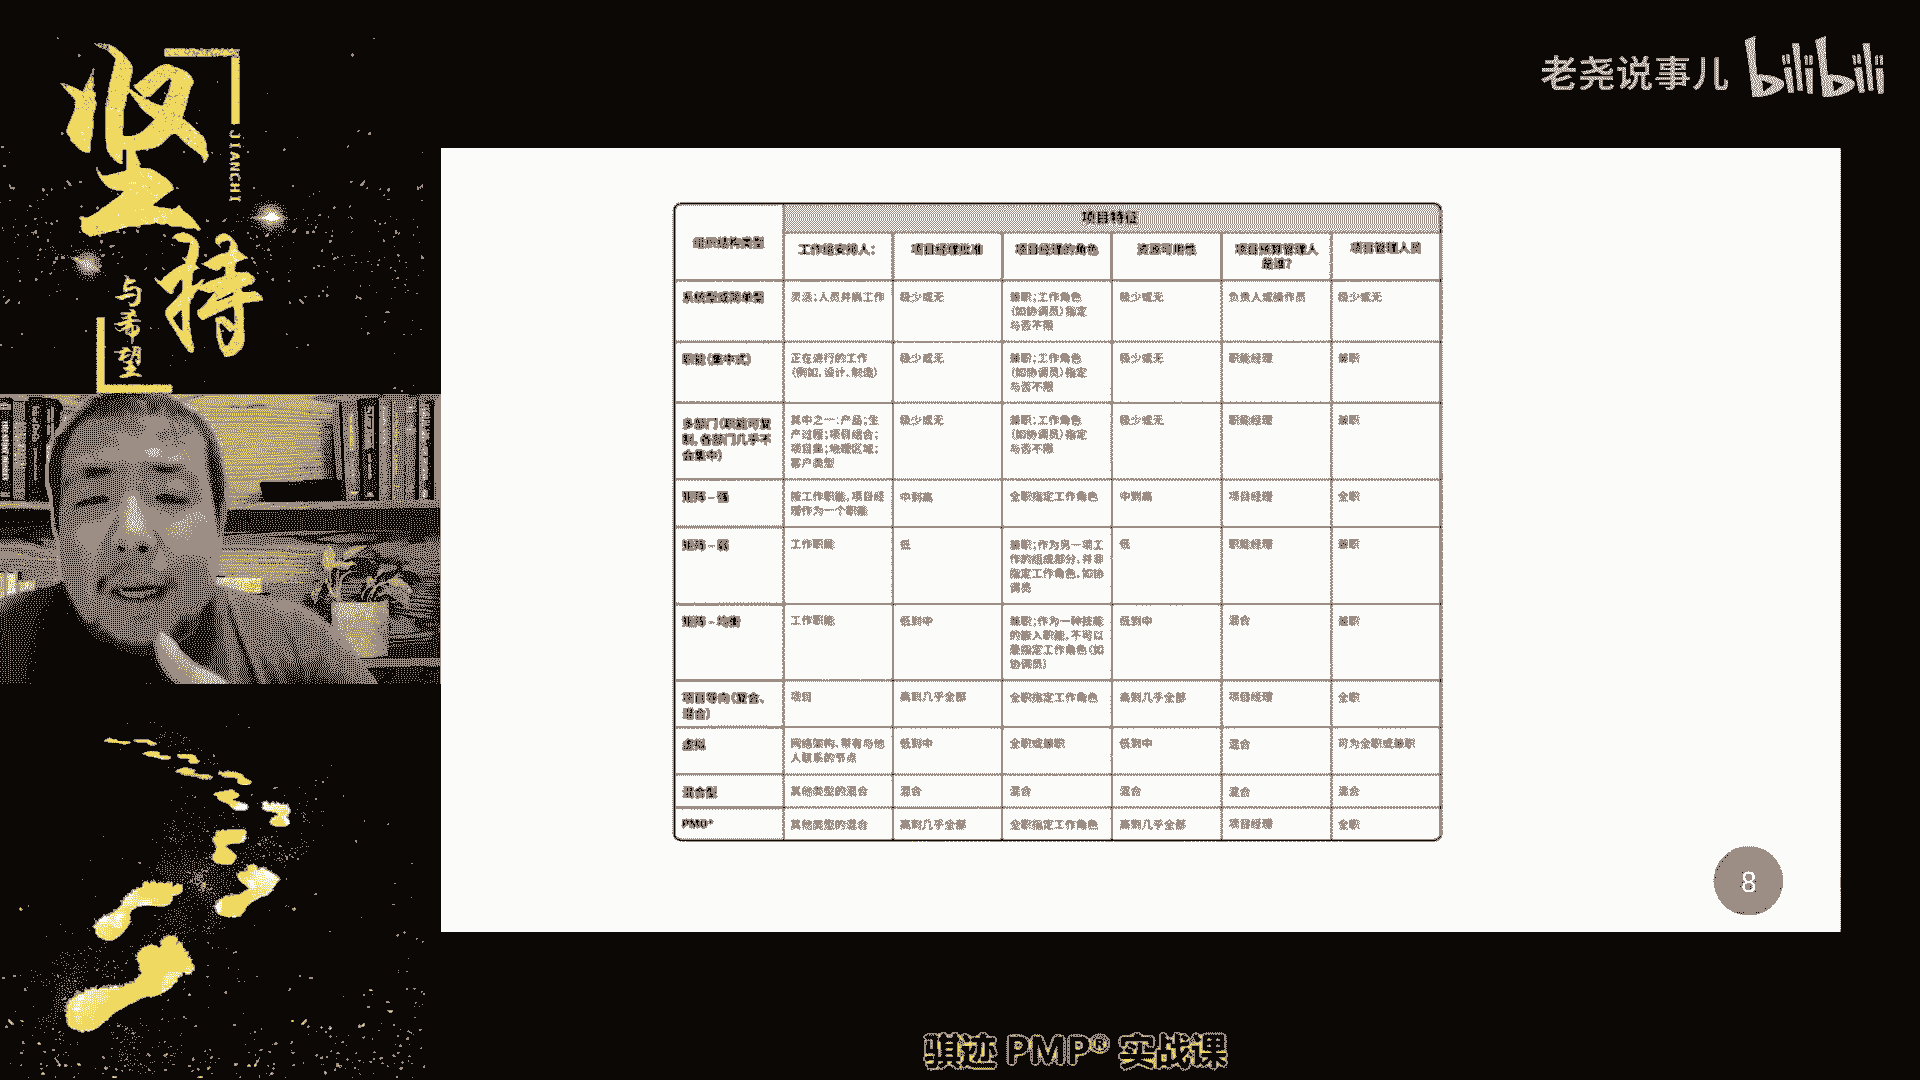 坚持
JIANCHI
与希望
老尧说事儿 bilibili
组织结构类型
项目特征
工作组安排人：
项目经理批准
项目经理的角色
资源可用性
项目预算管理人
是谁？
项目管理人员
系统型或简单型
灵活；人员并肩工作
极少或无
兼职；工作角色
（如协调员）指定
与否不限
极少或无
负责人或操作员
极少或无
职能（集中式）
正在进行的工作
（例如，设计、制造）
极少或无
兼职；工作角色
（如协调员）指定
与否不限
极少或无
职能经理
兼职
多部门（职能可复
制，各部门几乎不
会集中）
其中之一：产品；生
产过程；项目组合；
项目集；地理区域；
客户类型
极少或无
兼职；工作角色
（如协调员）指定
与否不限
极少或无
职能经理
兼职
矩阵 – 强
按工作职能，项目经
理作为一个职能
中到高
全职指定工作角色
中到高
项目经理
全职
矩阵 – 弱
工作职能
低
兼职；作为另一项工
作的组成部分，并非
指定工作角色，如协
调员
低
职能经理
兼职
矩阵 – 均衡
工作职能
低到中
兼职；作为一种技能
的嵌入职能，不可以
是指定工作角色（如
协调员）
低到中
混合
兼职
项目导向（复合、
混合）
项目
高到几乎全部
全职指定工作角色
高到几乎全部
项目经理
全职
虚拟
网络架构，带有与他
人联系的节点
低到中
全职或兼职
低到中
混合
可为全职或兼职
混合型
其他类型的混合
混合
混合
混合
混合
混合
PMO*
其他类型的混合
高到几乎全部
全职指定工作角色
高到几乎全部
项目经理
全职
8
骐迹 PMP® 实战课